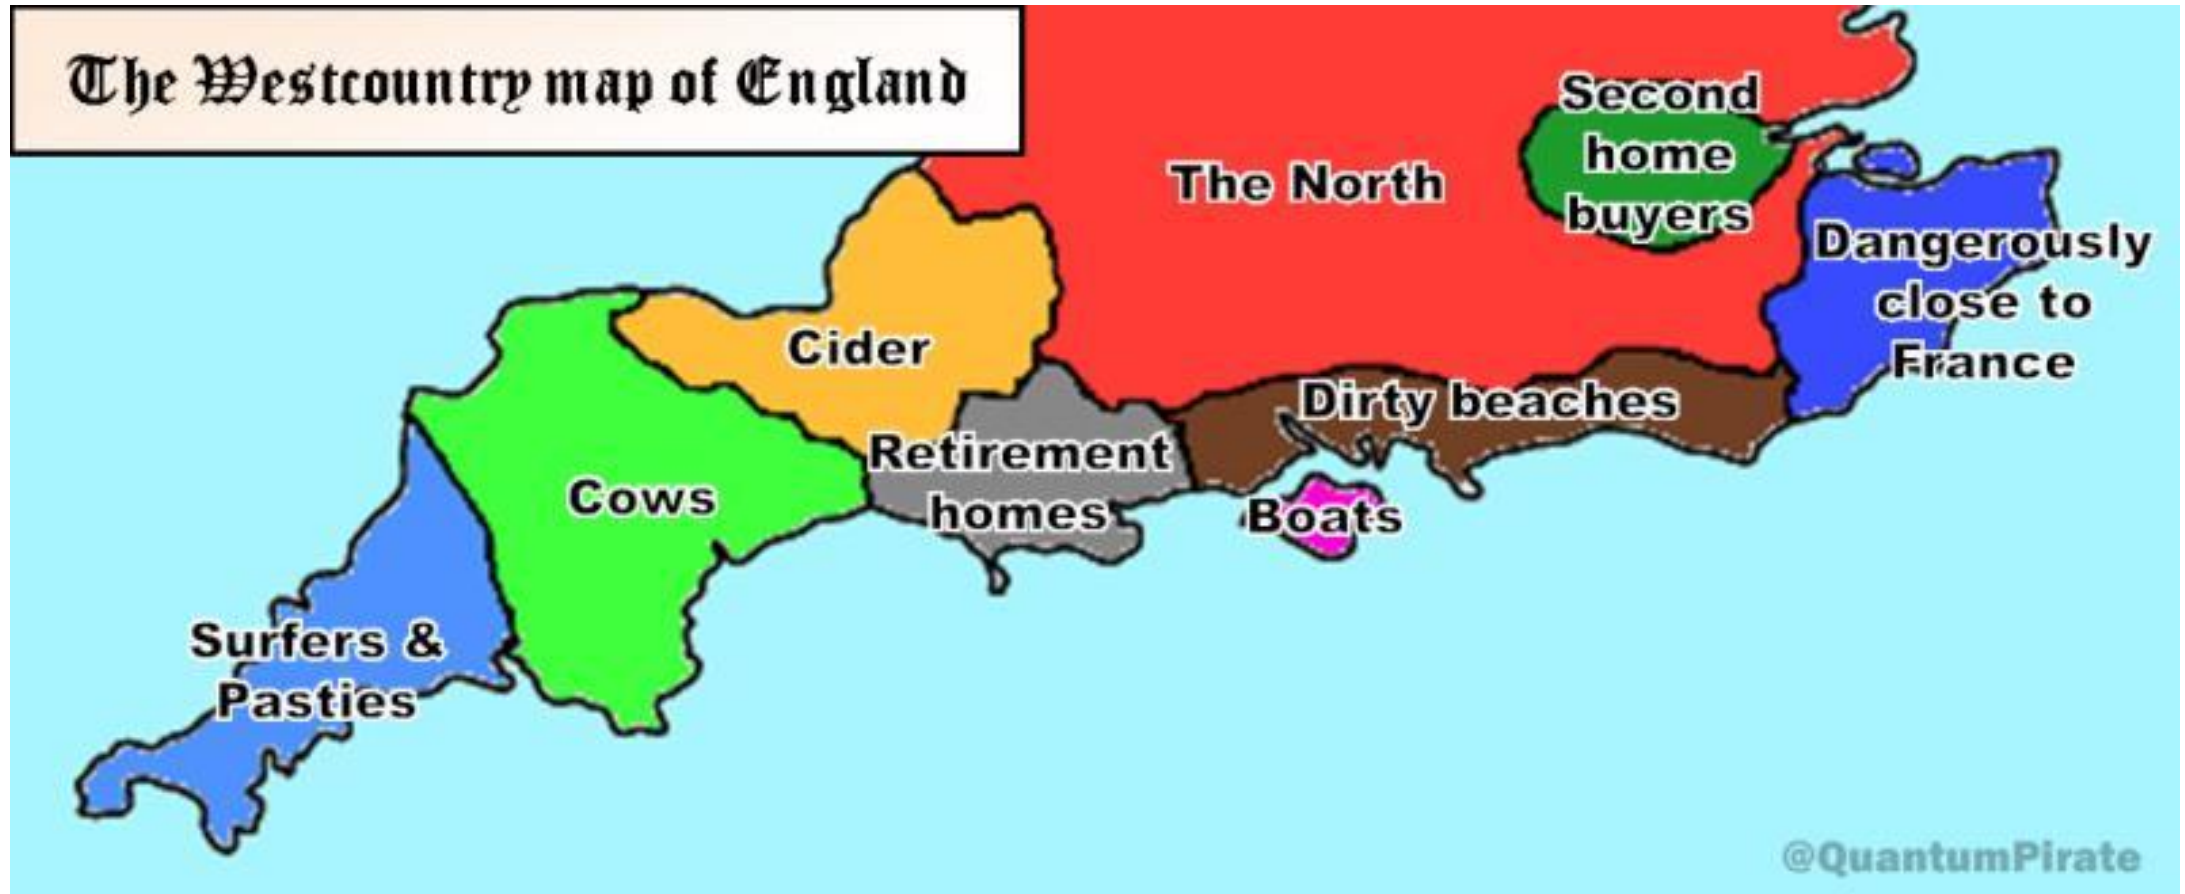 The Westcountry map of England
Second
home
buyers
The North
Dangerously
close to
France
Cider
Dirty beaches
Retirement
homes
Cows
Boats
Surfers &
Pasties
@QuantumPirate